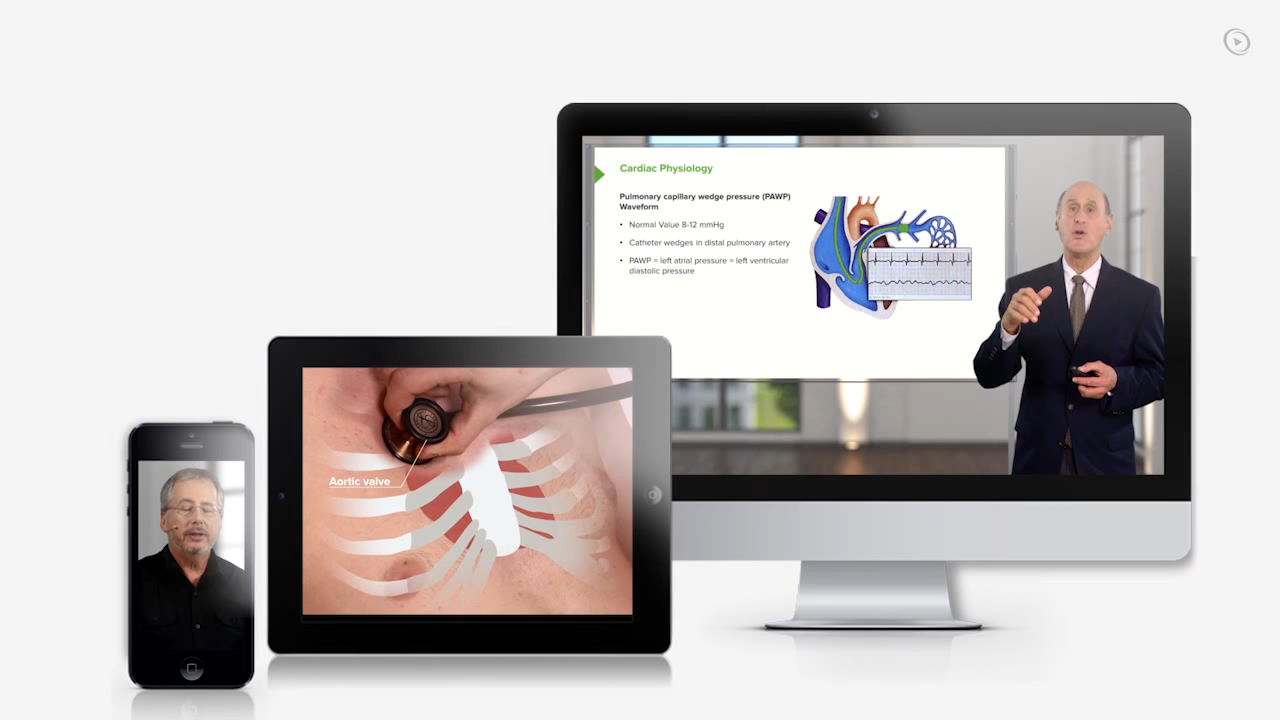 Cardiac Physiology
Pulmonary capillary wedge pressure (PAWP)
Waveform
• Normal Value 8-12 mmHg
• Catheter wedges in distal pulmonary artery
• PAWP = left atrial pressure = left ventricular
diastolic pressure
Aortic valve